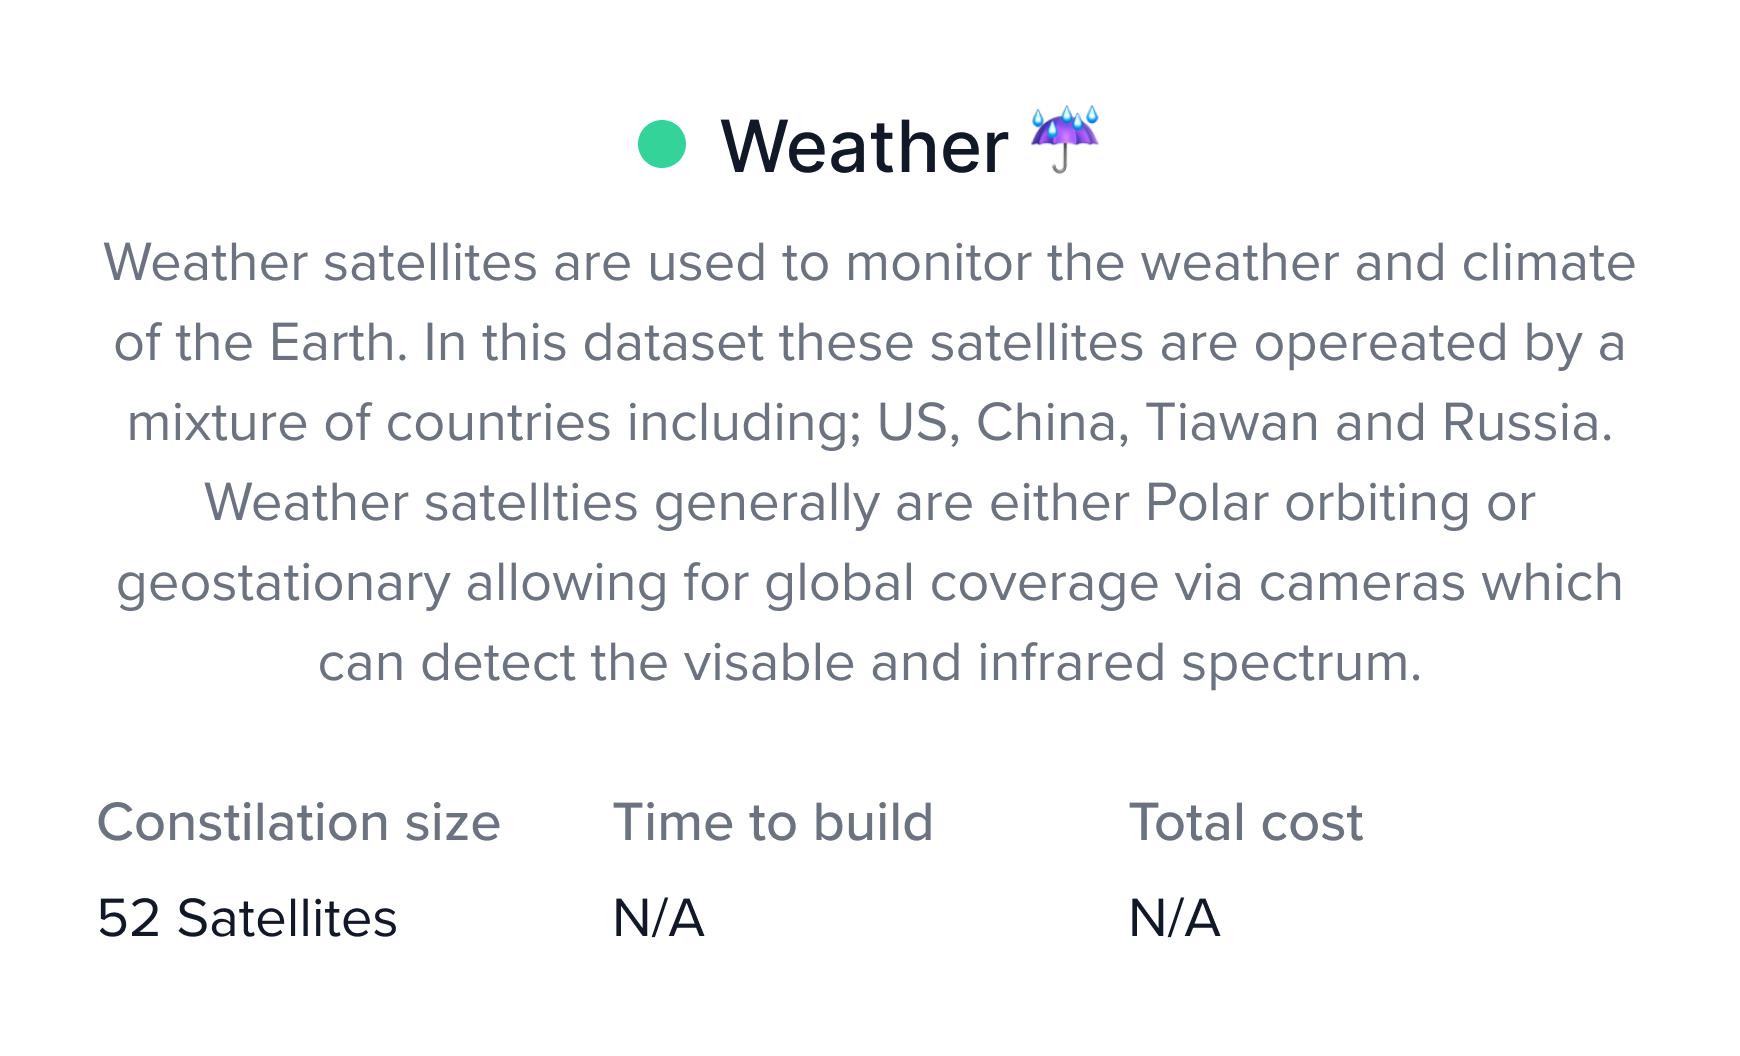 Weather ☔
Weather satellites are used to monitor the weather and climate
of the Earth. In this dataset these satellites are opereated by a
mixture of countries including; US, China, Tiawan and Russia.
Weather satellties generally are either Polar orbiting or
geostationary allowing for global coverage via cameras which
can detect the visable and infrared spectrum.
Constilation size Time to build Total cost
52 Satellites N/A N/A